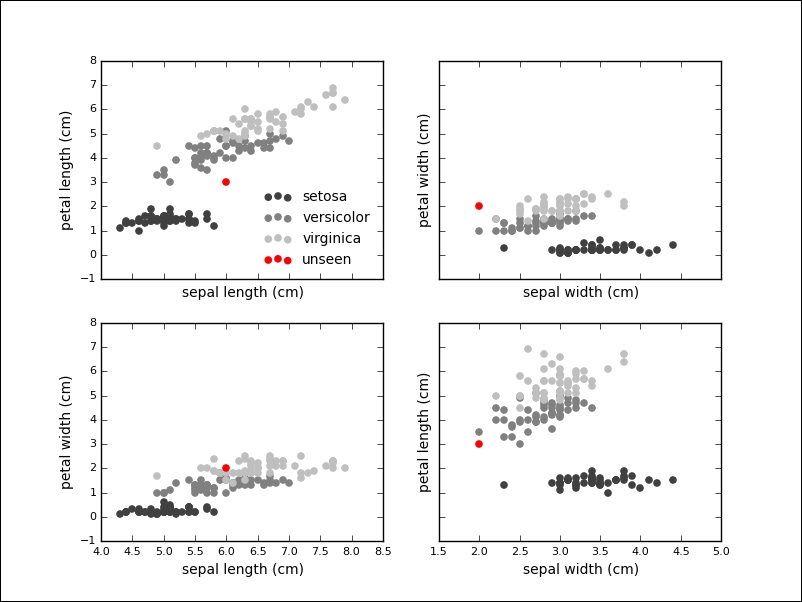 8
7
6
5
4
3
2
1
0
−1
petal length (cm)
setosa
versicolor
virginica
unseen
sepal length (cm)
petal width (cm)
sepal width (cm)
8
7
6
5
4
3
2
1
0
−1
petal width (cm)
4.0 4.5 5.0 5.5 6.0 6.5 7.0 7.5 8.0 8.5
sepal length (cm)
petal length (cm)
1.5 2.0 2.5 3.0 3.5 4.0 4.5 5.0
sepal width (cm)